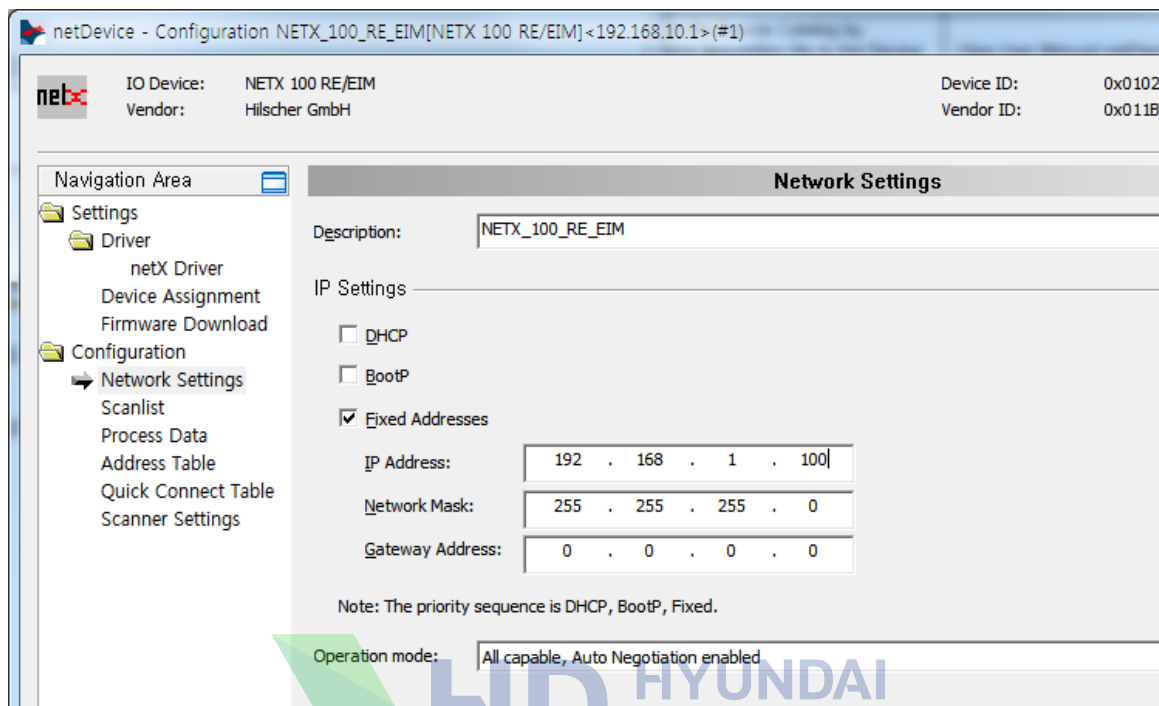 netDevice - Configuration NETX_100_RE_EIM[NETX 100 RE/EIM]<192.168.10.1>(#1)
netx
IO Device: NETX 100 RE/EIM
Vendor: Hilscher GmbH
Device ID: 0x0102
Vendor ID: 0x011B
Navigation Area
Settings
Driver
netX Driver
Device Assignment
Firmware Download
Configuration
Network Settings
Scanlist
Process Data
Address Table
Quick Connect Table
Scanner Settings
Network Settings
Description: NETX_100_RE_EIM
IP Settings
DHCP
BootP
Fixed Addresses
IP Address: 192 . 168 . 1 . 100
Network Mask: 255 . 255 . 255 . 0
Gateway Address: 0 . 0 . 0 . 0
Note: The priority sequence is DHCP, BootP, Fixed.
Operation mode: All capable, Auto Negotiation enabled
HYUNDAI